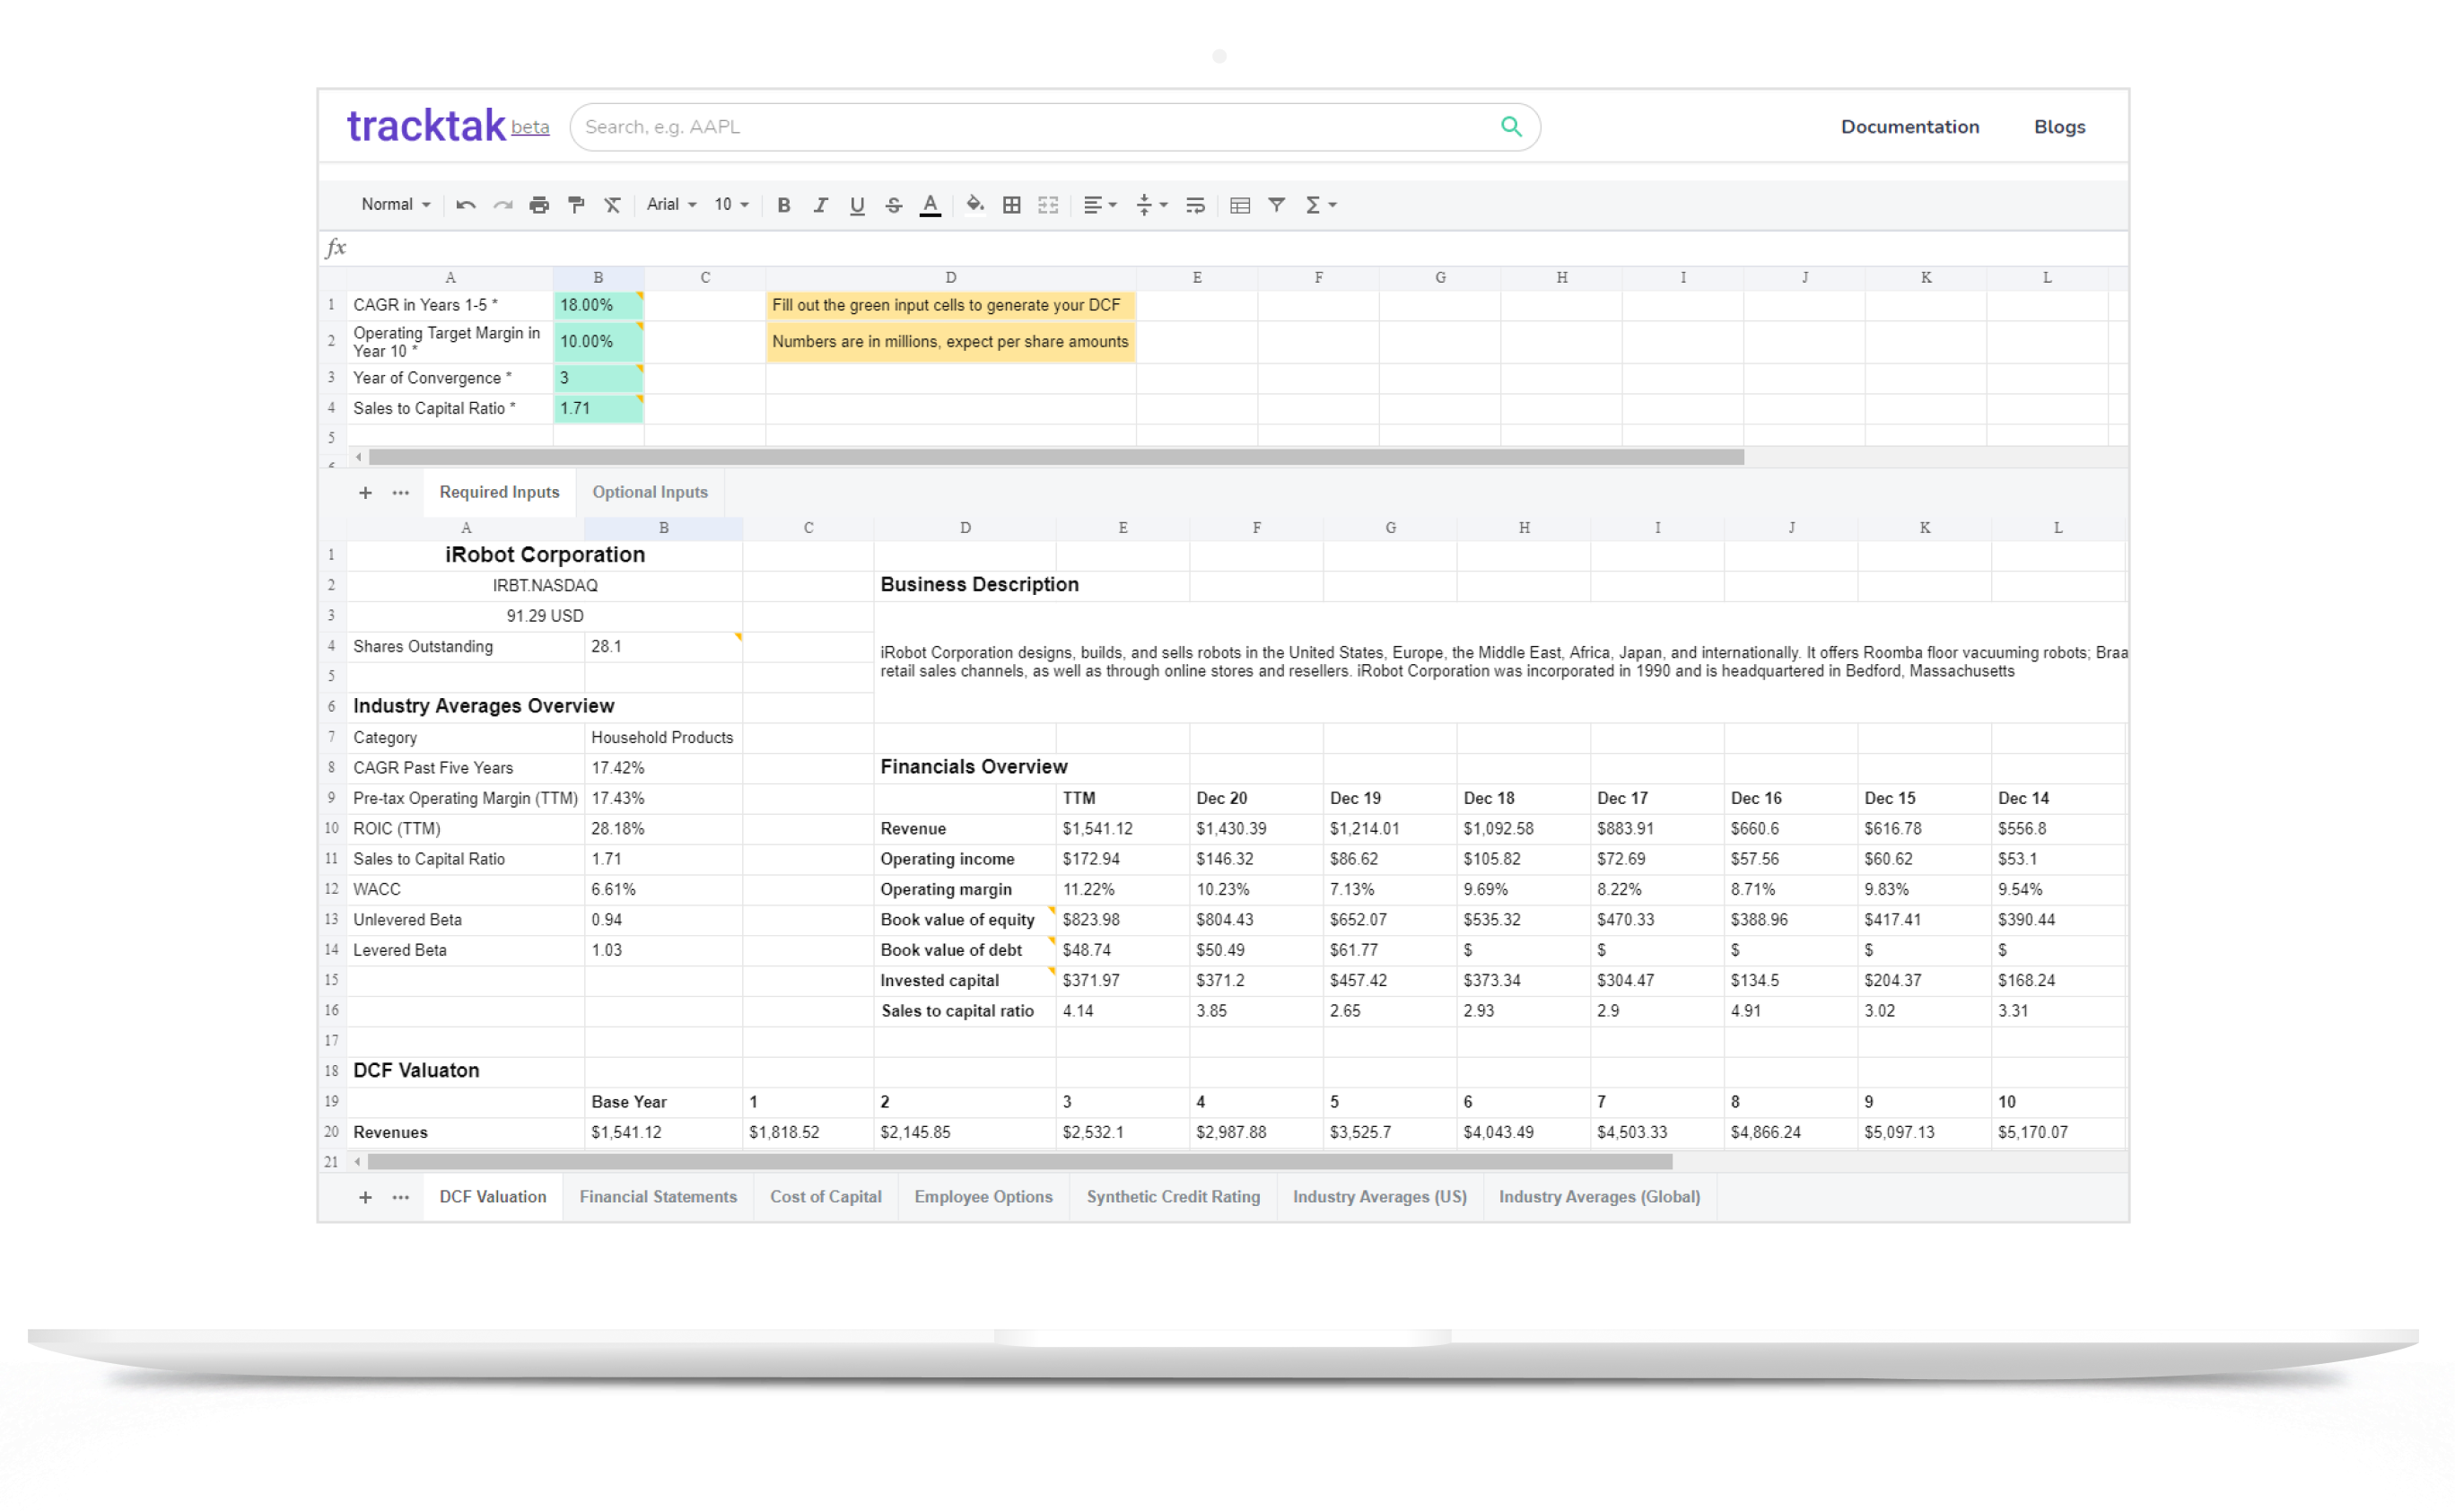 tracktak beta Search, e.g. AAPL Documentation Blogs
Normal Arial 10 B I U S A Σ
fx
A B C D E F G H I J K L
1 CAGR in Years 1-5 * 18.00% Fill out the green input cells to generate your DCF
2 Operating Target Margin in
Year 10 * 10.00% Numbers are in millions, expect per share amounts
3 Year of Convergence * 3
4 Sales to Capital Ratio * 1.71
5
+ ... Required Inputs Optional Inputs
A B C D E F G H I J K L
1 iRobot Corporation
2 IRBT.NASDAQ Business Description
3 91.29 USD
4 Shares Outstanding 28.1
iRobot Corporation designs, builds, and sells robots in the United States, Europe, the Middle East, Africa, Japan, and internationally. It offers Roomba floor vacuuming robots; Braa
5 retail sales channels, as well as through online stores and resellers. iRobot Corporation was incorporated in 1990 and is headquartered in Bedford, Massachusetts
6 Industry Averages Overview
7 Category Household Products
8 CAGR Past Five Years 17.42% Financials Overview
9 Pre-tax Operating Margin (TTM) 17.43% TTM Dec 20 Dec 19 Dec 18 Dec 17 Dec 16 Dec 15 Dec 14
10 ROIC (TTM) 28.18% Revenue $1,541.12 $1,430.39 $1,214.01 $1,092.58 $883.91 $660.6 $616.78 $556.8
11 Sales to Capital Ratio 1.71 Operating income $172.94 $146.32 $86.62 $105.82 $72.69 $57.56 $60.62 $53.1
12 WACC 6.61% Operating margin 11.22% 10.23% 7.13% 9.69% 8.22% 8.71% 9.83% 9.54%
13 Unlevered Beta 0.94 Book value of equity $823.98 $804.43 $652.07 $535.32 $470.33 $388.96 $417.41 $390.44
14 Levered Beta 1.03 Book value of debt $48.74 $50.49 $61.77 $ $ $ $ $
15 Invested capital $371.97 $371.2 $457.42 $373.34 $304.47 $134.5 $204.37 $168.24
16 Sales to capital ratio 4.14 3.85 2.65 2.93 2.9 4.91 3.02 3.31
17
18 DCF Valuaton
19 Base Year 1 2 3 4 5 6 7 8 9 10
20 Revenues $1,541.12 $1,818.52 $2,145.85 $2,532.1 $2,987.88 $3,525.7 $4,043.49 $4,503.33 $4,866.24 $5,097.13 $5,170.07
21
+ ... DCF Valuation Financial Statements Cost of Capital Employee Options Synthetic Credit Rating Industry Averages (US) Industry Averages (Global)